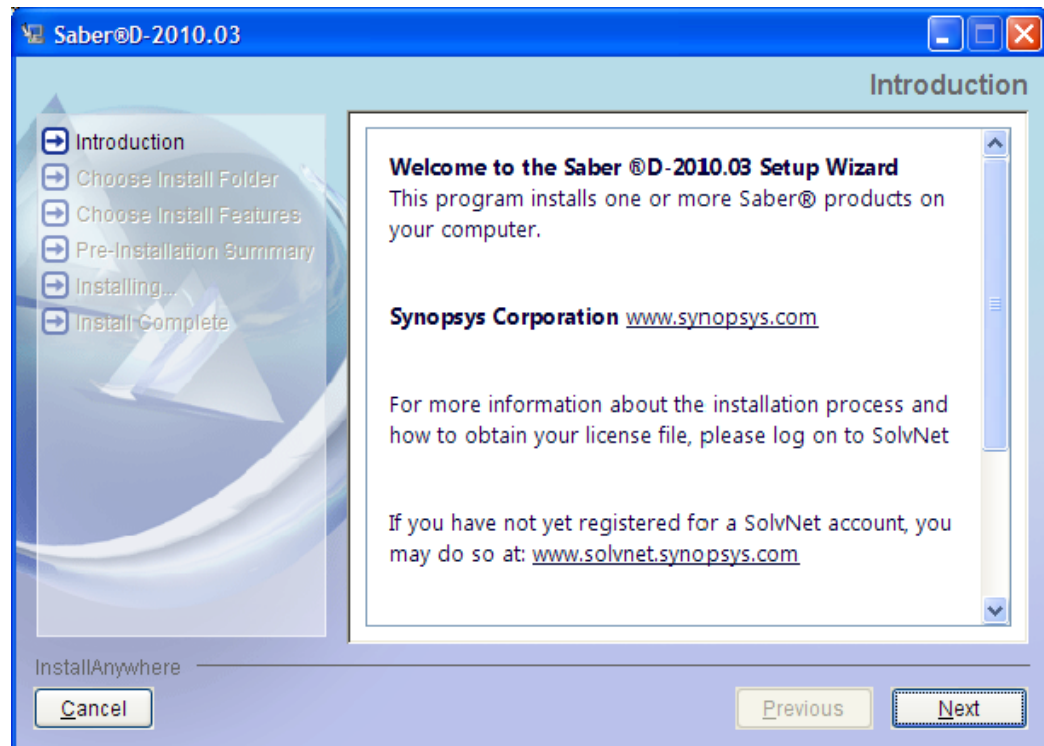 Saber®D-2010.03
Introduction
Introduction
Choose Install Folder
Choose Install Features
Pre-Installation Summary
Installing...
Install Complete
Welcome to the Saber ®D-2010.03 Setup Wizard
This program installs one or more Saber® products on
your computer.
Synopsys Corporation www.synopsys.com
For more information about the installation process and
how to obtain your license file, please log on to SolvNet
If you have not yet registered for a SolvNet account, you
may do so at: www.solvnet.synopsys.com
InstallAnywhere
Cancel
Previous
Next